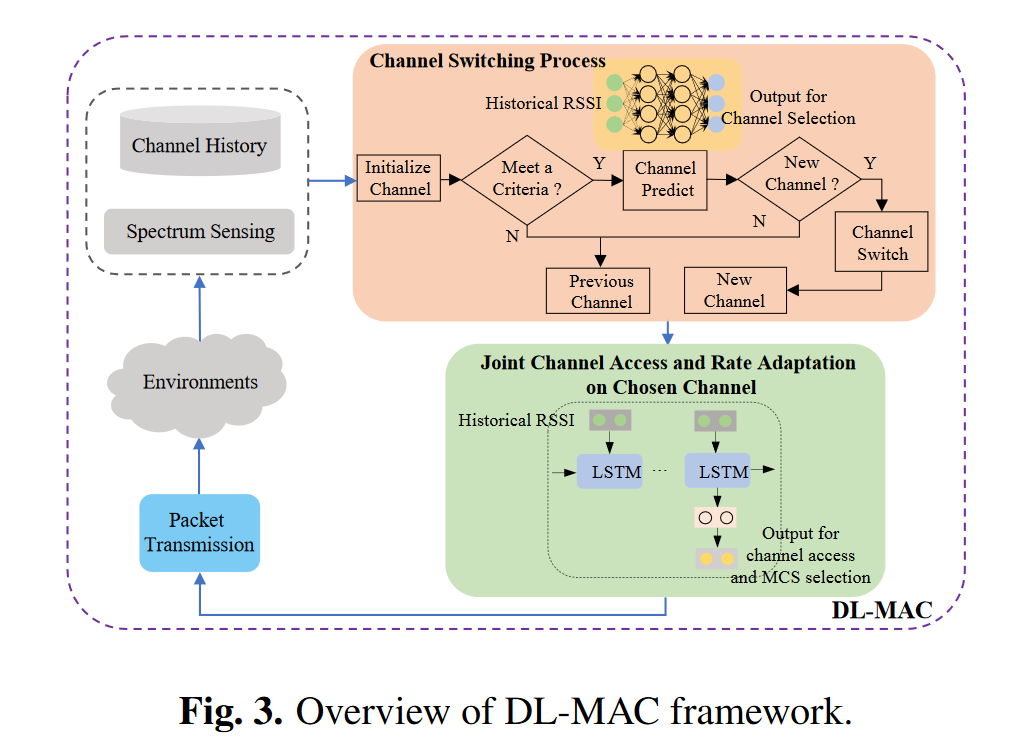 Channel Switching Process
Historical RSSI
Output for
Channel Selection
Channel History
Spectrum Sensing
Initialize
Channel
Meet a
Criteria ?
Y
Channel
Predict
New
Channel ?
Y
N
N
Channel
Switch
Previous
Channel
New
Channel
Environments
Joint Channel Access and Rate Adaptation
on Chosen Channel
Historical RSSI
LSTM
...
LSTM
Output for
channel access
and MCS selection
Packet
Transmission
DL-MAC
Fig. 3. Overview of DL-MAC framework.